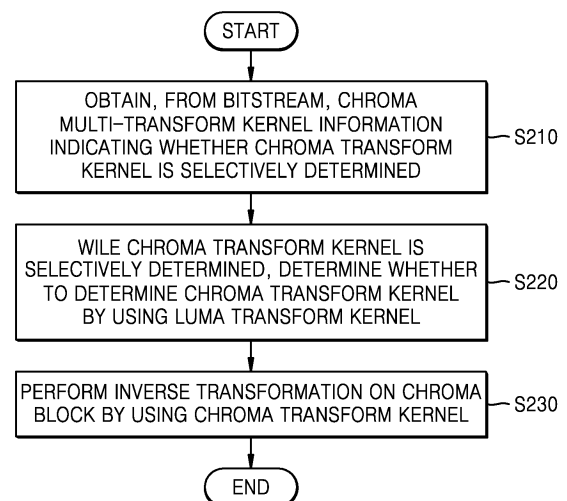 START
OBTAIN, FROM BITSTREAM, CHROMA
MULTI-TRANSFORM KERNEL INFORMATION
INDICATING WHETHER CHROMA TRANSFORM
KERNEL IS SELECTIVELY DETERMINED
S210
WILE CHROMA TRANSFORM KERNEL IS
SELECTIVELY DETERMINED, DETERMINE WHETHER
TO DETERMINE CHROMA TRANSFORM KERNEL
BY USING LUMA TRANSFORM KERNEL
S220
PERFORM INVERSE TRANSFORMATION ON CHROMA
BLOCK BY USING CHROMA TRANSFORM KERNEL
S230
END